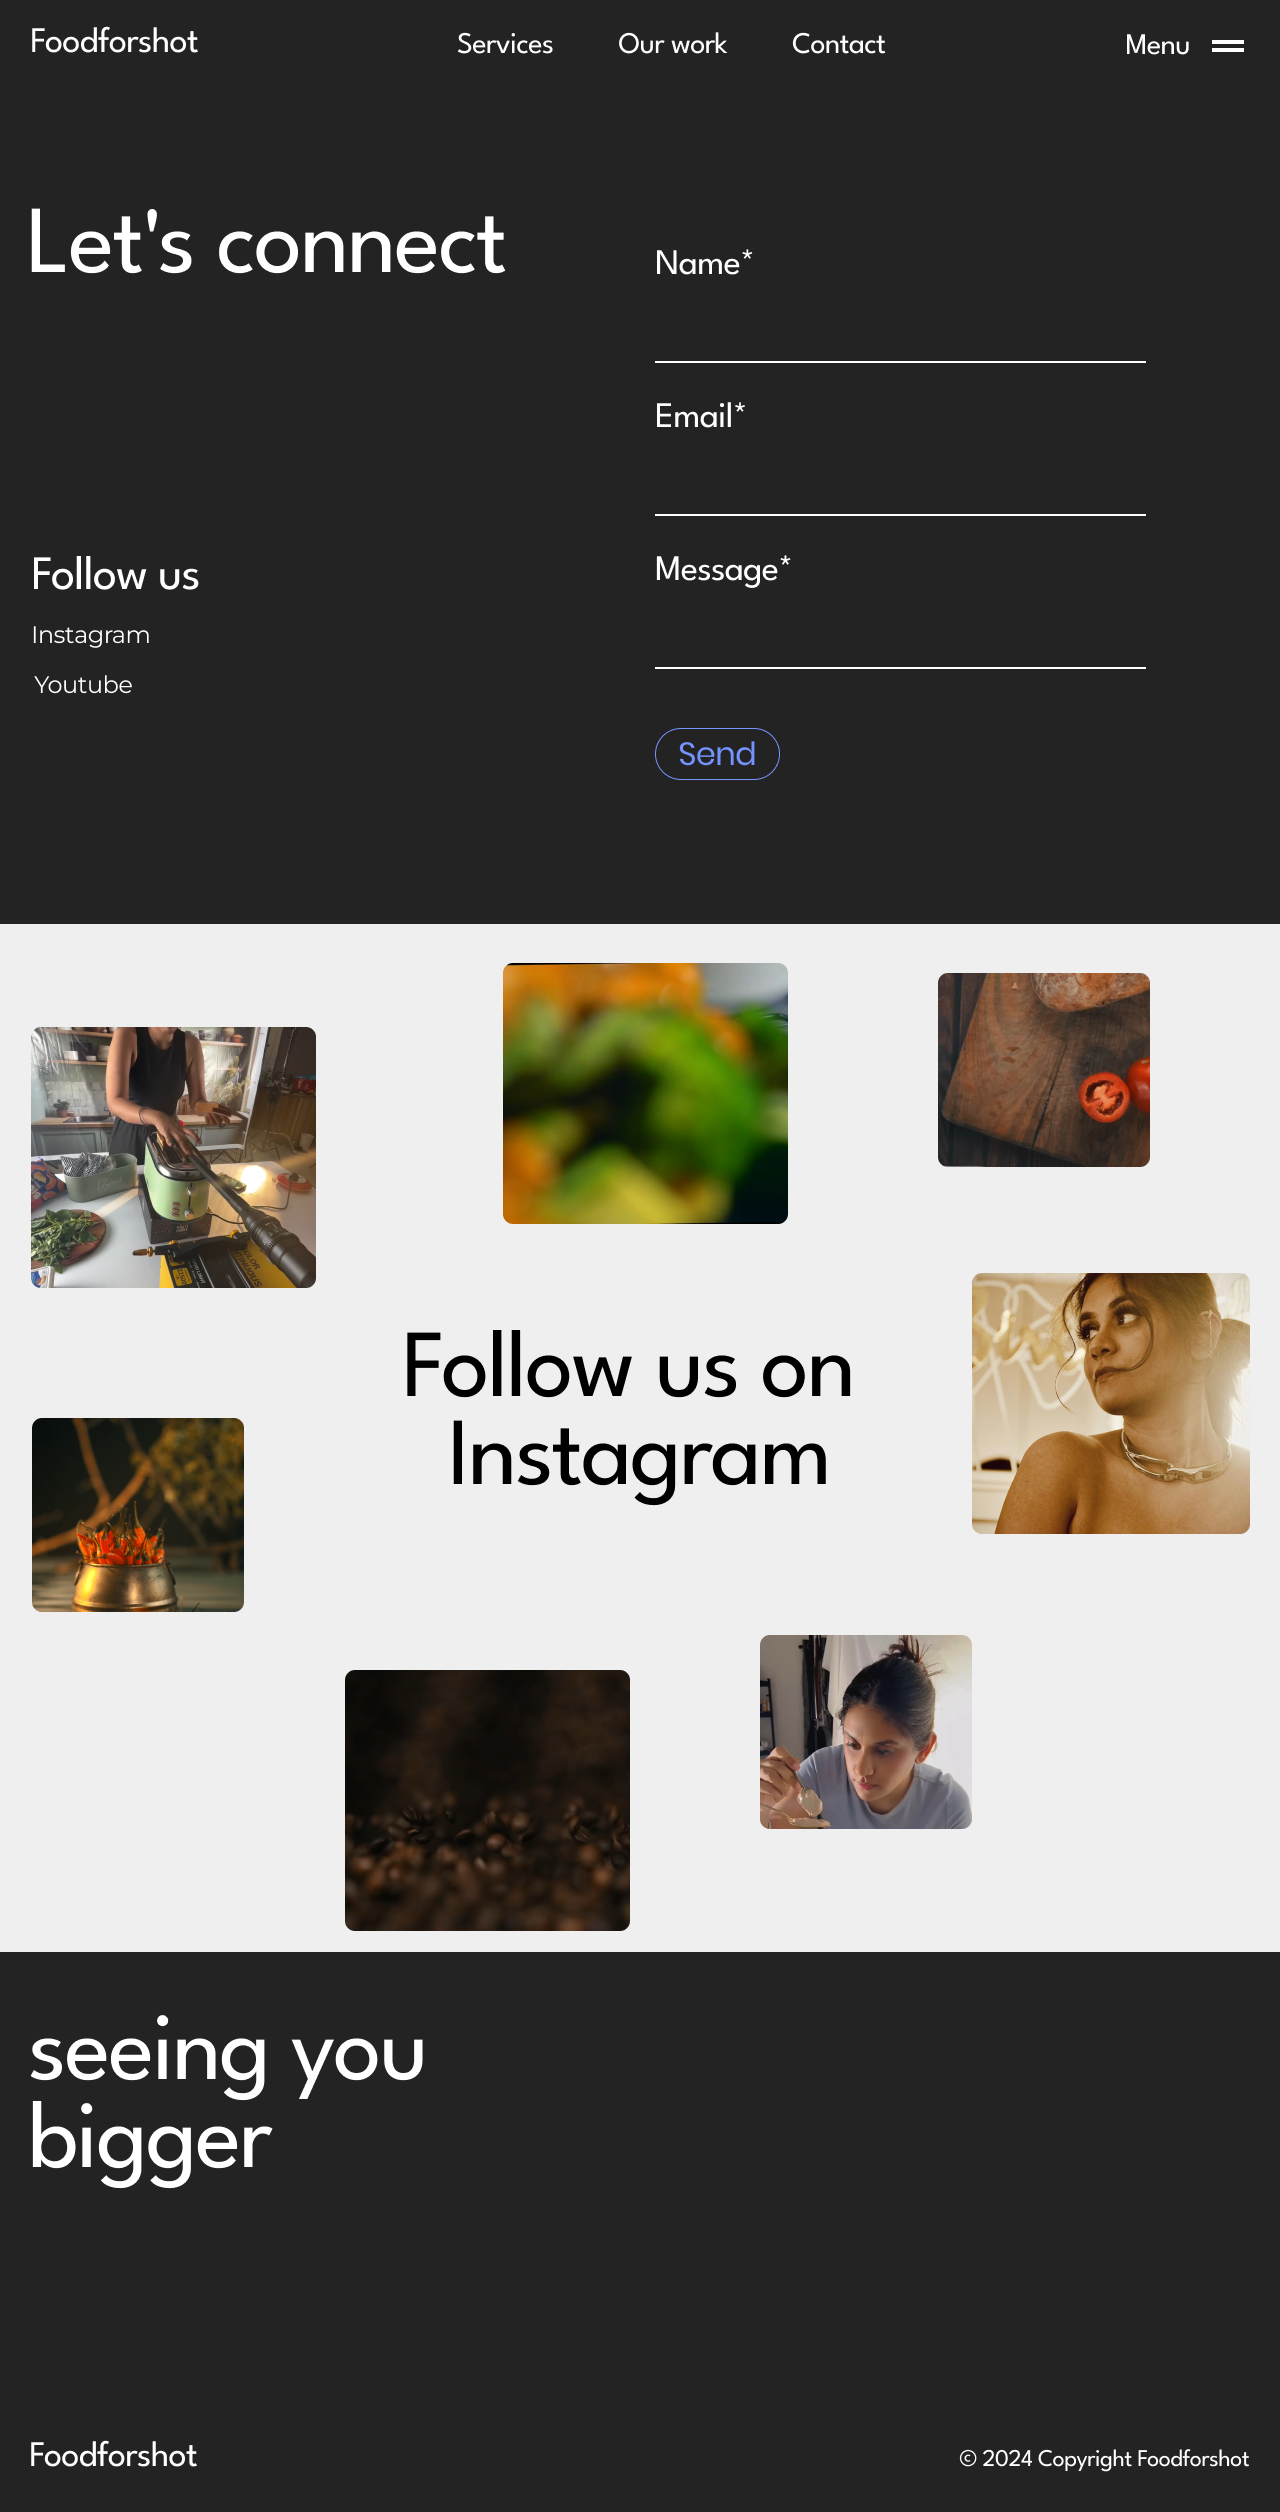 Foodforshot
Services
Our work
Contact
Menu
Let's connect
Name*
Email*
Message*
Follow us
Instagram
Youtube
Send
Follow us on
Instagram
seeing you
bigger
Foodforshot
© 2024 Copyright Foodforshot